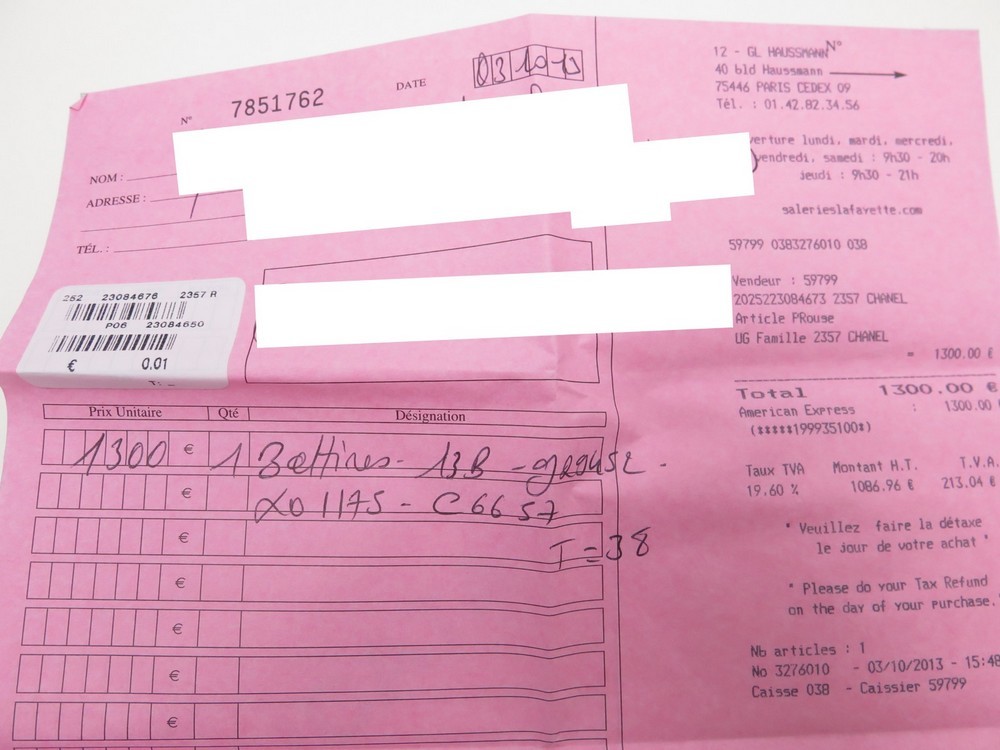 N° 7851762
DATE 03 10 13
NOM :
ADRESSE :
TÉL. :
252 23084676 2357 R
P06 23084650
€ 0.01
Prix Unitaire Qté Désignation
1300 € 1 Bottines - 13B - grouse -
€ X01175 - C6657
€ T = 38
€
€
€
€
12 - GL HAUSSMANN N°
40 bld Haussmann
75446 PARIS CEDEX 09
Tél. : 01.42.82.34.56
verture lundi, mardi, mercredi,
vendredi, samedi : 9h30 - 20h
jeudi : 9h30 - 21h
galerieslafayette.com
59799 0383276010 038
Vendeur : 59799
2025223084673 2357 CHANEL
Article PRouse
UG Famille 2357 CHANEL
= 1300.00 €
Total 1300.00 €
American Express : 1300.00
(*****199935100*)
Taux TVA Montant H.T. T.V.A.
19.60 % 1086.96 € 213.04 €
* Veuillez faire la détaxe
le jour de votre achat *
* Please do your Tax Refund
on the day of your purchase.
Nb articles : 1
No 3276010 - 03/10/2013 - 15:48
Caisse 038 - Caissier 59799